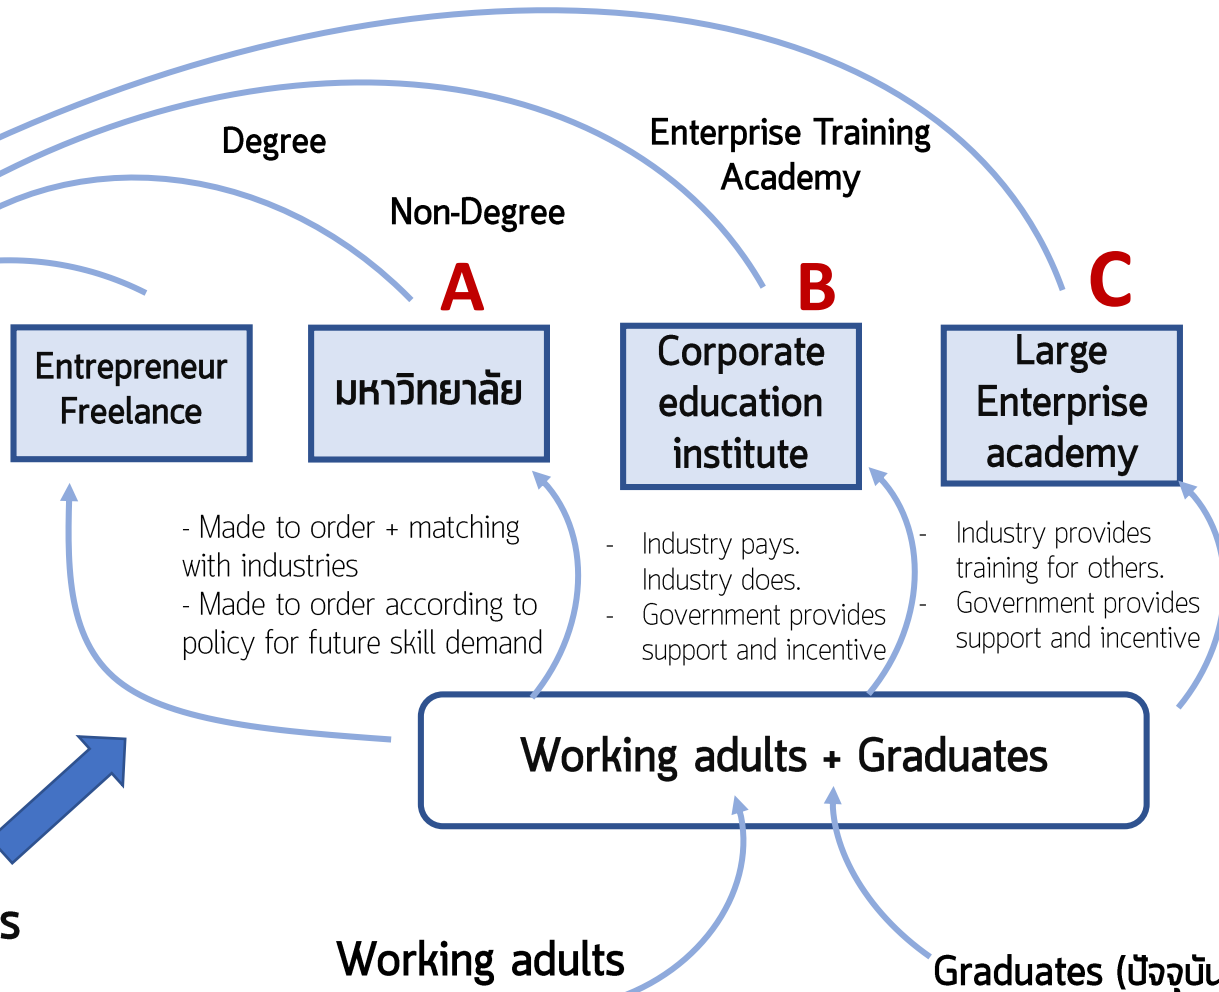 Degree
Enterprise Training
Academy
Non-Degree
A
B
C
Entrepreneur
Freelance
มหาวิทยาลัย
Corporate
education
institute
Large
Enterprise
academy
- Made to order + matching
with industries
- Made to order according to
policy for future skill demand
- Industry pays.
Industry does.
- Government provides
support and incentive
- Industry provides
training for others.
- Government provides
support and incentive
Working adults + Graduates
s
Working adults
Graduates (ปัจจุบัน